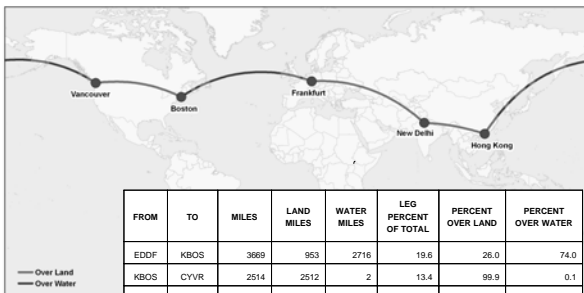 Vancouver
Boston
Frankfurt
New Delhi
Hong Kong
FROM TO MILES LAND MILES WATER MILES LEG PERCENT OF TOTAL PERCENT OVER LAND PERCENT OVER WATER
EDDF KBOS 3669 953 2716 19.6 26.0 74.0
KBOS CYVR 2514 2512 2 13.4 99.9 0.1
Over Land
Over Water